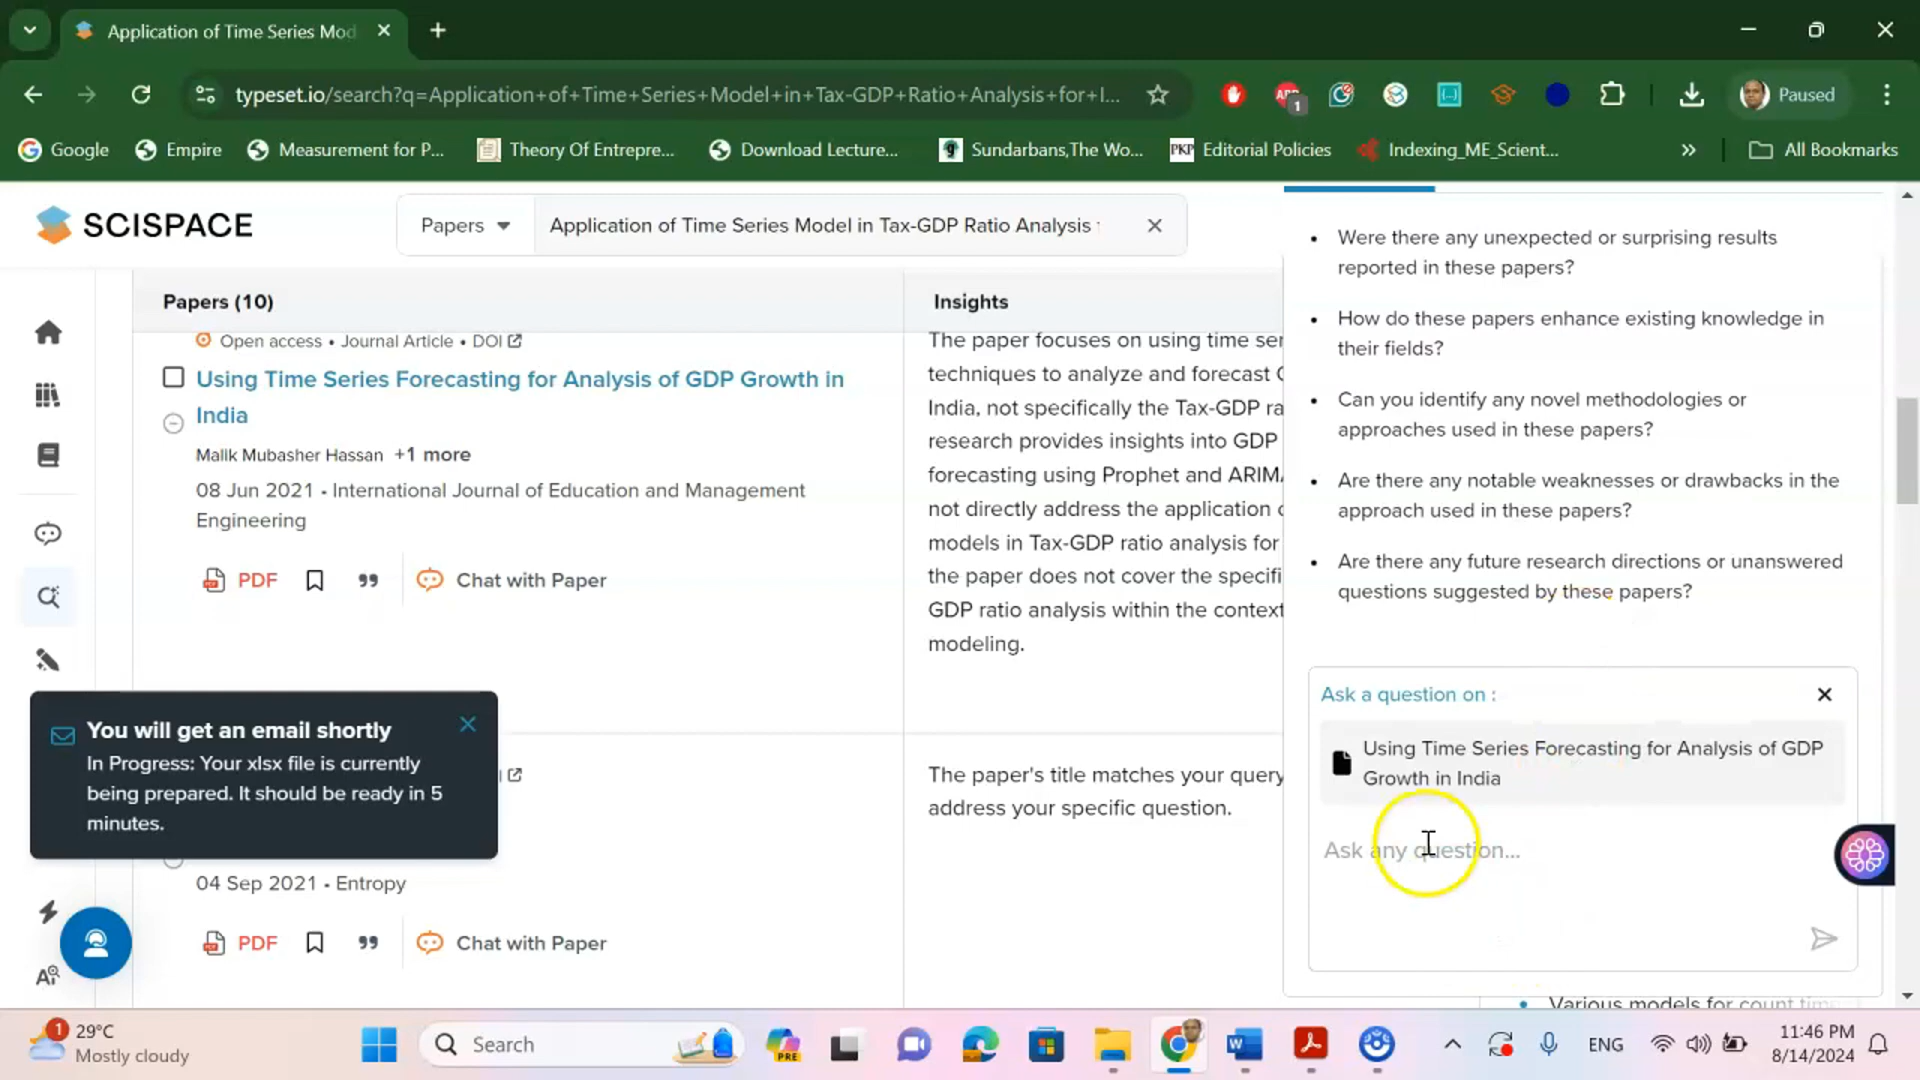 Application of Time Series Mod
typeset.io/search?q=Application+of+Time+Series+Model+in+Tax-GDP+Ratio+Analysis+for+I...
ABP
1
Paused
Google
Empire
Measurement for P...
Theory Of Entrepre...
Download Lecture...
Sundarbans,The Wo...
PKP
Editorial Policies
Indexing_ME_Scient...
All Bookmarks
SCISPACE
Papers
Application of Time Series Model in Tax-GDP Ratio Analysis
Papers (10)
Insights
Open access • Journal Article • DOI
Using Time Series Forecasting for Analysis of GDP Growth in
India
Malik Mubasher Hassan +1 more
08 Jun 2021 • International Journal of Education and Management
Engineering
PDF
Chat with Paper
The paper focuses on using time ser
techniques to analyze and forecast G
India, not specifically the Tax-GDP ra
research provides insights into GDP
forecasting using Prophet and ARIMA
not directly address the application o
models in Tax-GDP ratio analysis for
the paper does not cover the specifi
GDP ratio analysis within the context
modeling.
Were there any unexpected or surprising results
reported in these papers?
How do these papers enhance existing knowledge in
their fields?
Can you identify any novel methodologies or
approaches used in these papers?
Are there any notable weaknesses or drawbacks in the
approach used in these papers?
Are there any future research directions or unanswered
questions suggested by these papers?
Ask a question on :
Using Time Series Forecasting for Analysis of GDP
Growth in India
Ask any question...
You will get an email shortly
In Progress: Your xlsx file is currently
being prepared. It should be ready in 5
minutes.
The paper's title matches your query
address your specific question.
04 Sep 2021 • Entropy
PDF
Chat with Paper
Various models for count time
1
29°C
Mostly cloudy
Search
PRE
ENG
11:46 PM
8/14/2024